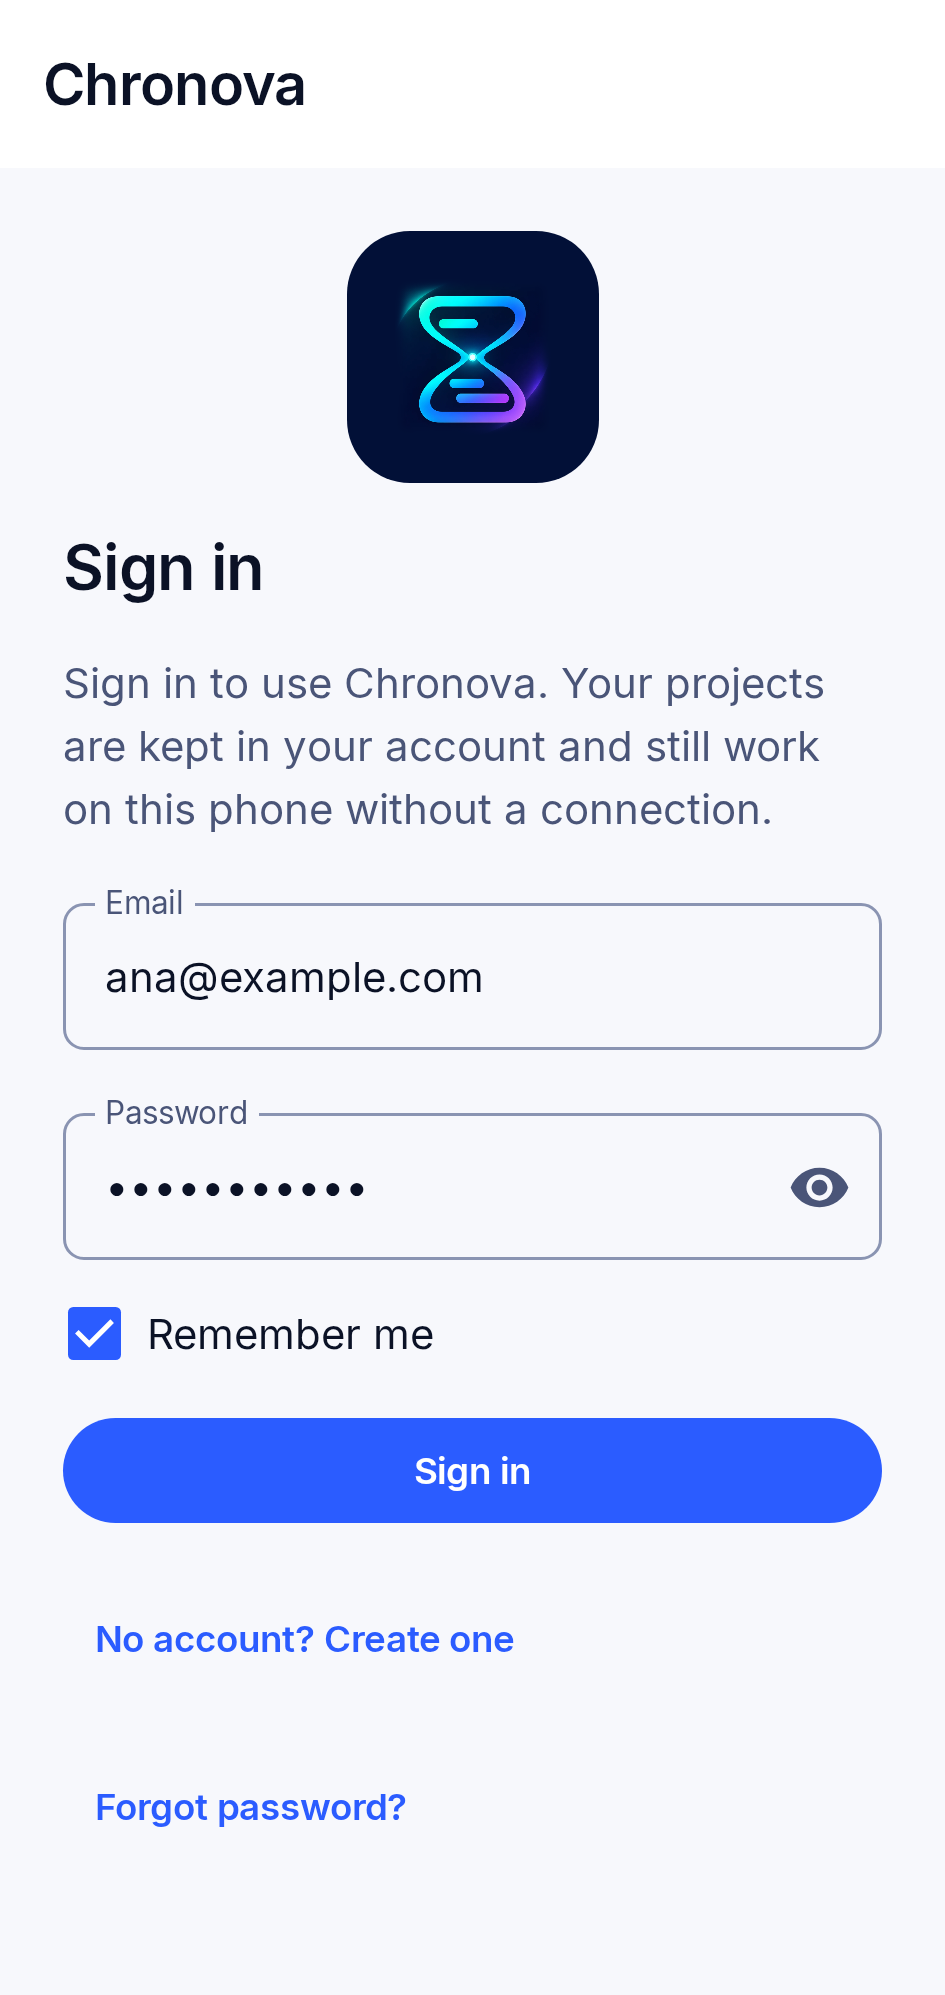 Chronova
Sign in
Sign in to use Chronova. Your projects
are kept in your account and still work
on this phone without a connection.
Email
ana@example.com
Password
•••••••••••
Remember me
Sign in
No account? Create one
Forgot password?